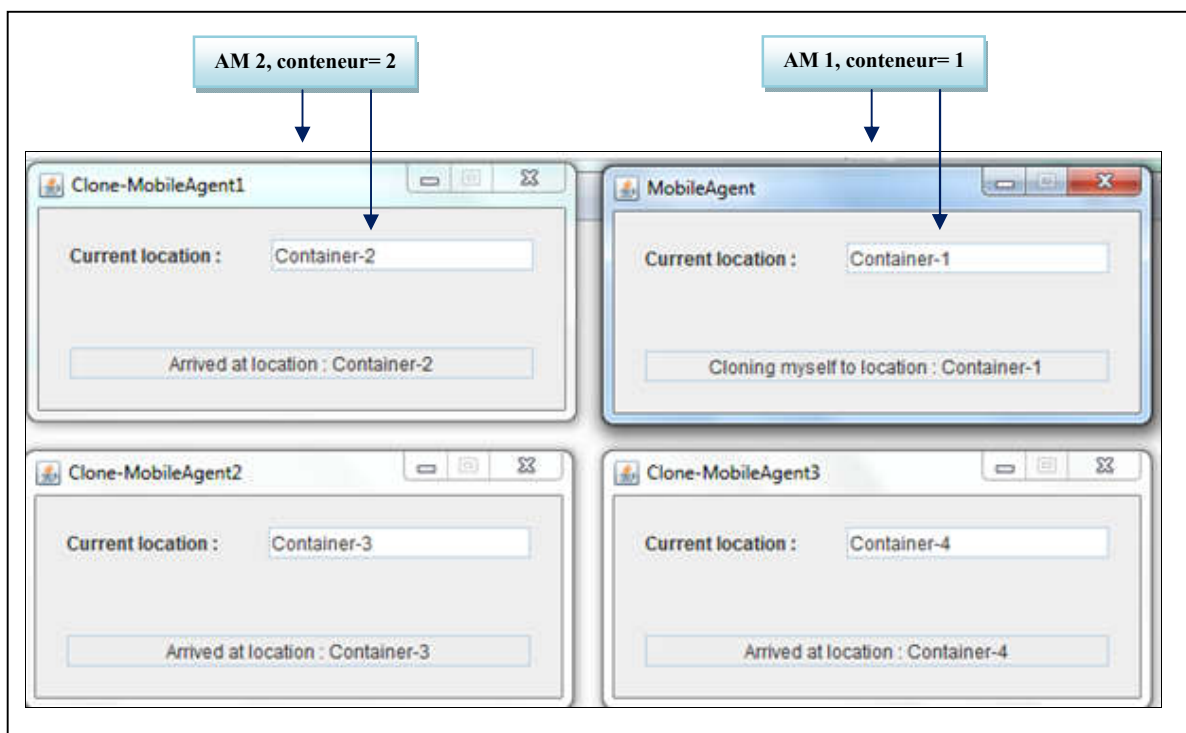 AM 2, conteneur= 2
AM 1, conteneur= 1
Clone-MobileAgent1
Current location :
Container-2
Arrived at location : Container-2
MobileAgent
Current location :
Container-1
Cloning myself to location : Container-1
Clone-MobileAgent2
Current location :
Container-3
Arrived at location : Container-3
Clone-MobileAgent3
Current location :
Container-4
Arrived at location : Container-4